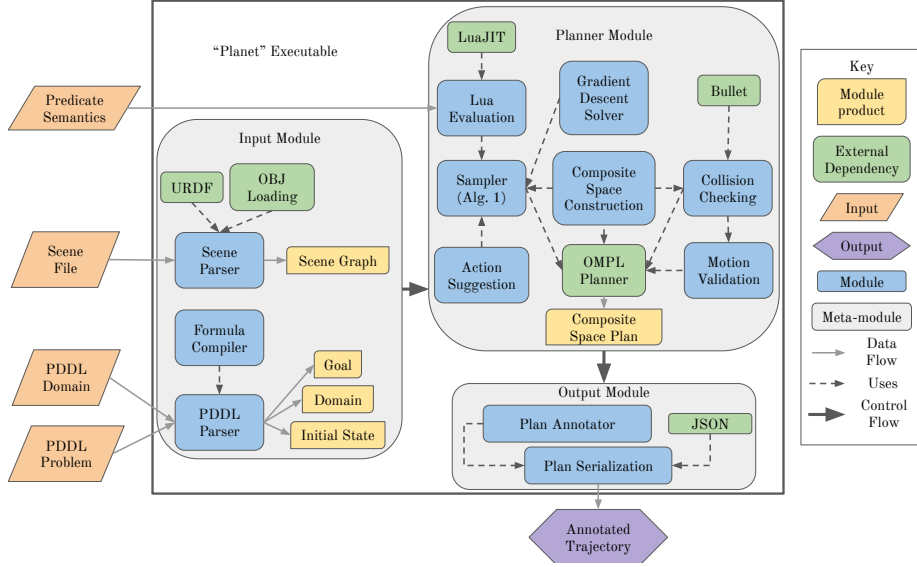 “Planet” Executable
Predicate
Semantics
Scene
File
PDDL
Domain
PDDL
Problem
Input Module
URDF
OBJ
Loading
Scene
Parser
Scene Graph
Formula
Compiler
PDDL
Parser
Goal
Domain
Initial State
Planner Module
LuaJIT
Lua
Evaluation
Gradient
Descent
Solver
Bullet
Sampler
(Alg. 1)
Composite
Space
Construction
Collision
Checking
Action
Suggestion
OMPL
Planner
Motion
Validation
Composite
Space Plan
Output Module
Plan Annotator
JSON
Plan Serialization
Annotated
Trajectory
Key
Module
product
External
Dependency
Input
Output
Module
Meta-module
Data
Flow
Uses
Control
Flow